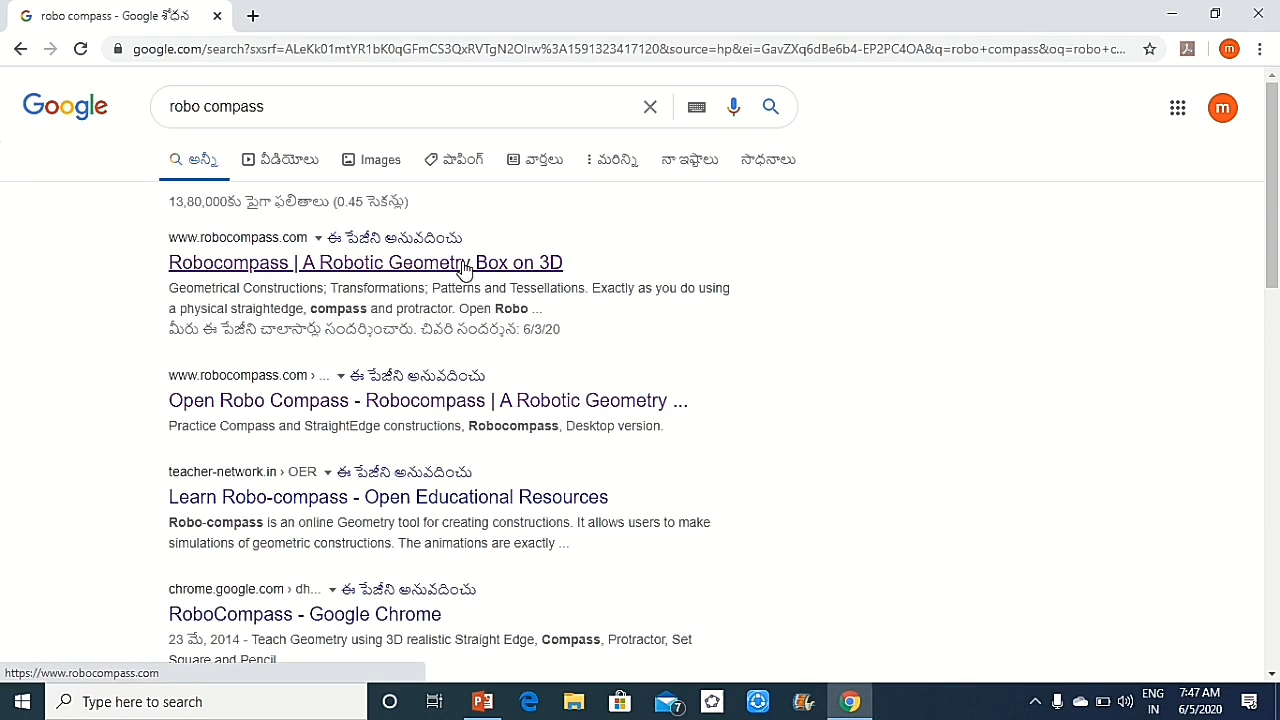 robo compass - Google శోధన
google.com/search?sxsrf=ALeKk01mtYR1bK0qGFmCS3QxRVTgN2Olrw%3A1591323417120&source=hp&ei=GavZXq6dBe6b4-EP2PC4OA&q=robo+compass&oq=robo+c...
m
Google
robo compass
m
అన్నీ వీడియోలు Images షాపింగ్ వార్తలు మరిన్ని నా ఇష్టాలు సాధనాలు
13,80,000కు పైగా ఫలితాలు (0.45 సెకన్లు)
www.robocompass.com ఈ పేజీని అనువదించు
Robocompass | A Robotic Geometry Box on 3D
Geometrical Constructions; Transformations; Patterns and Tessellations. Exactly as you do using
a physical straightedge, compass and protractor. Open Robo ...
మీరు ఈ పేజీని చాలాసార్లు సందర్శించారు. చివరి సందర్శన: 6/3/20
www.robocompass.com › ... ఈ పేజీని అనువదించు
Open Robo Compass - Robocompass | A Robotic Geometry ...
Practice Compass and StraightEdge constructions, Robocompass, Desktop version.
teacher-network.in › OER ఈ పేజీని అనువదించు
Learn Robo-compass - Open Educational Resources
Robo-compass is an online Geometry tool for creating constructions. It allows users to make
simulations of geometric constructions. The animations are exactly ...
chrome.google.com › dh... ఈ పేజీని అనువదించు
RoboCompass - Google Chrome
23 మే, 2014 - Teach Geometry using 3D realistic Straight Edge, Compass, Protractor, Set
Square and Pencil
https://www.robocompass.com
Type here to search
7
ENG
IN
7:47 AM
6/5/2020